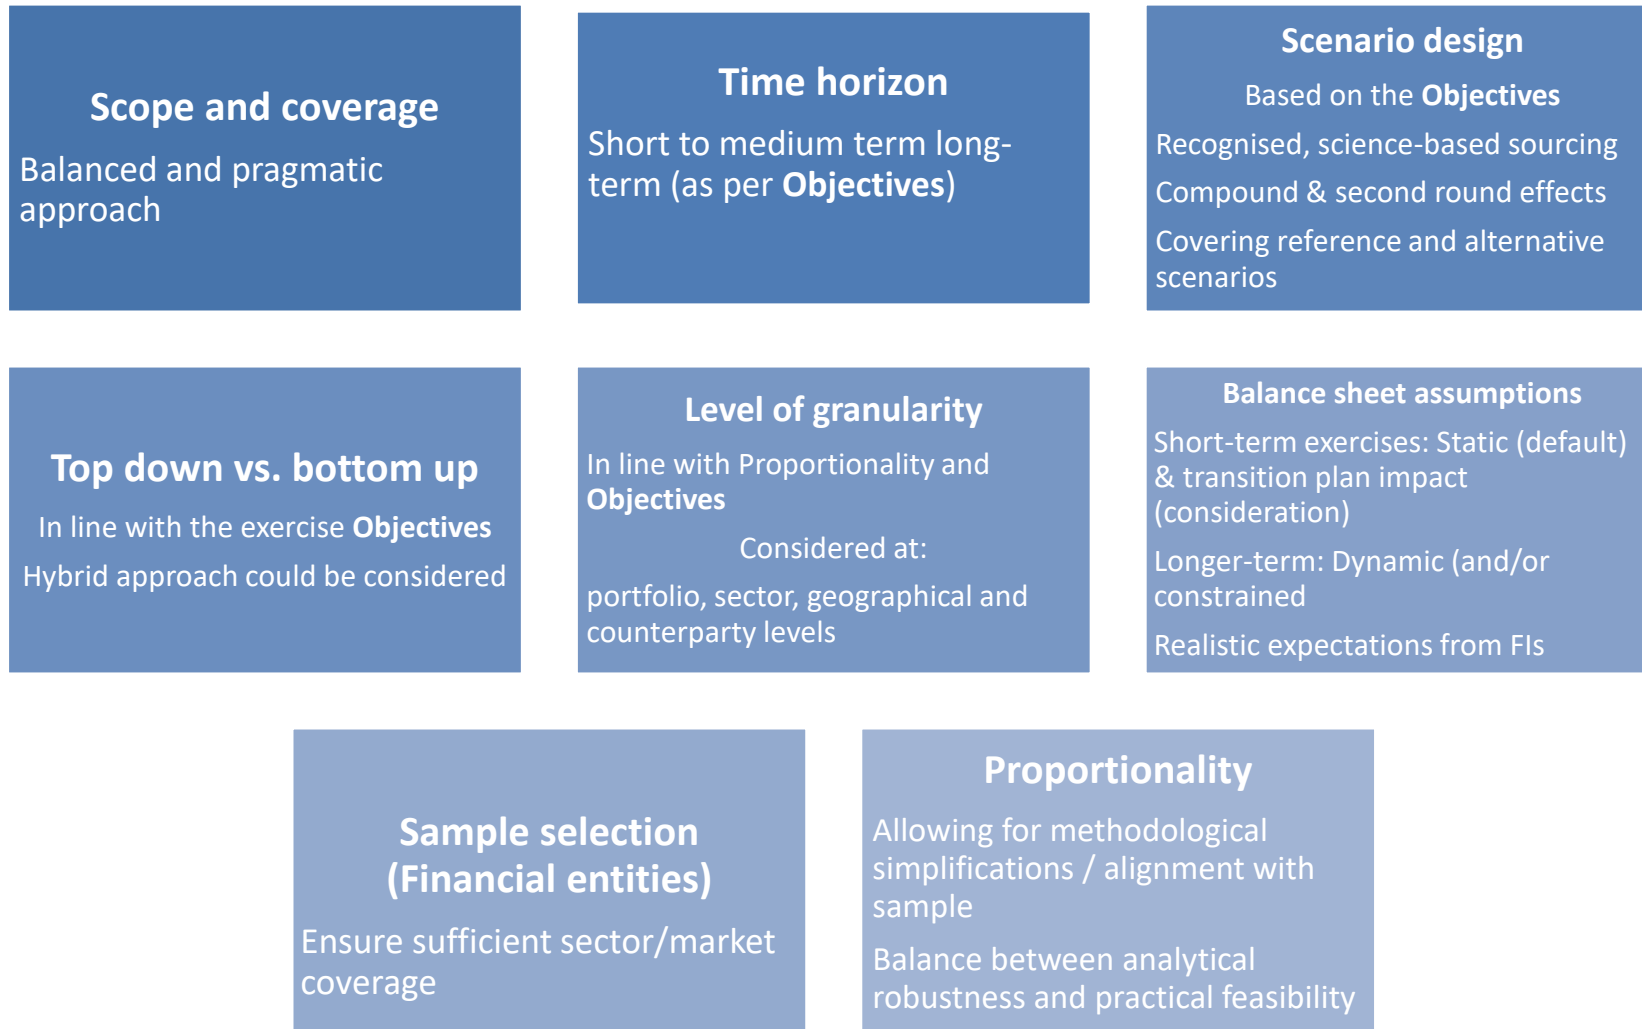 Scope and coverage
Balanced and pragmatic
approach
Time horizon
Short to medium term long-
term (as per Objectives)
Scenario design
Based on the Objectives
Recognised, science-based sourcing
Compound & second round effects
Covering reference and alternative
scenarios
Top down vs. bottom up
In line with the exercise Objectives
Hybrid approach could be considered
Level of granularity
In line with Proportionality and
Objectives
Considered at:
portfolio, sector, geographical and
counterparty levels
Balance sheet assumptions
Short-term exercises: Static (default)
& transition plan impact
(consideration)
Longer-term: Dynamic (and/or
constrained
Realistic expectations from FIs
Sample selection
(Financial entities)
Ensure sufficient sector/market
coverage
Proportionality
Allowing for methodological
simplifications / alignment with
sample
Balance between analytical
robustness and practical feasibility